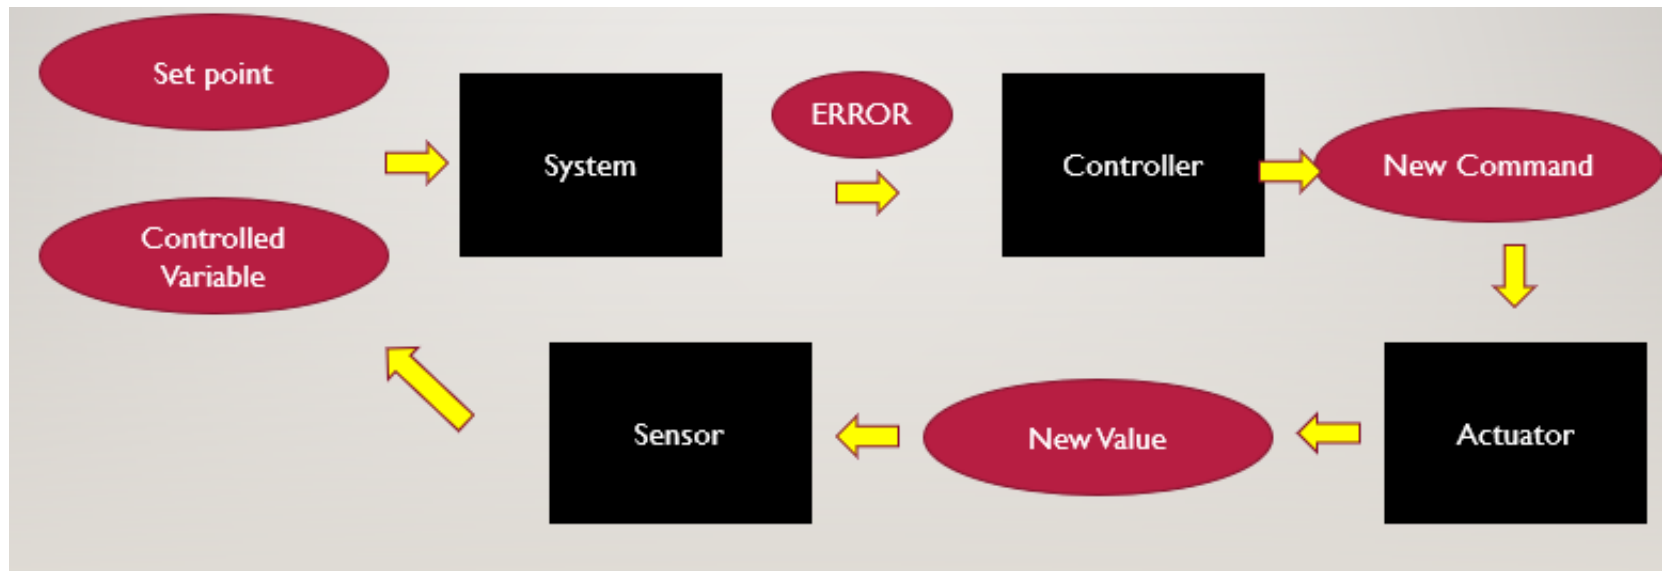 Set point
ERROR
System
Controller
New Command
Controlled
Variable
Sensor
New Value
Actuator